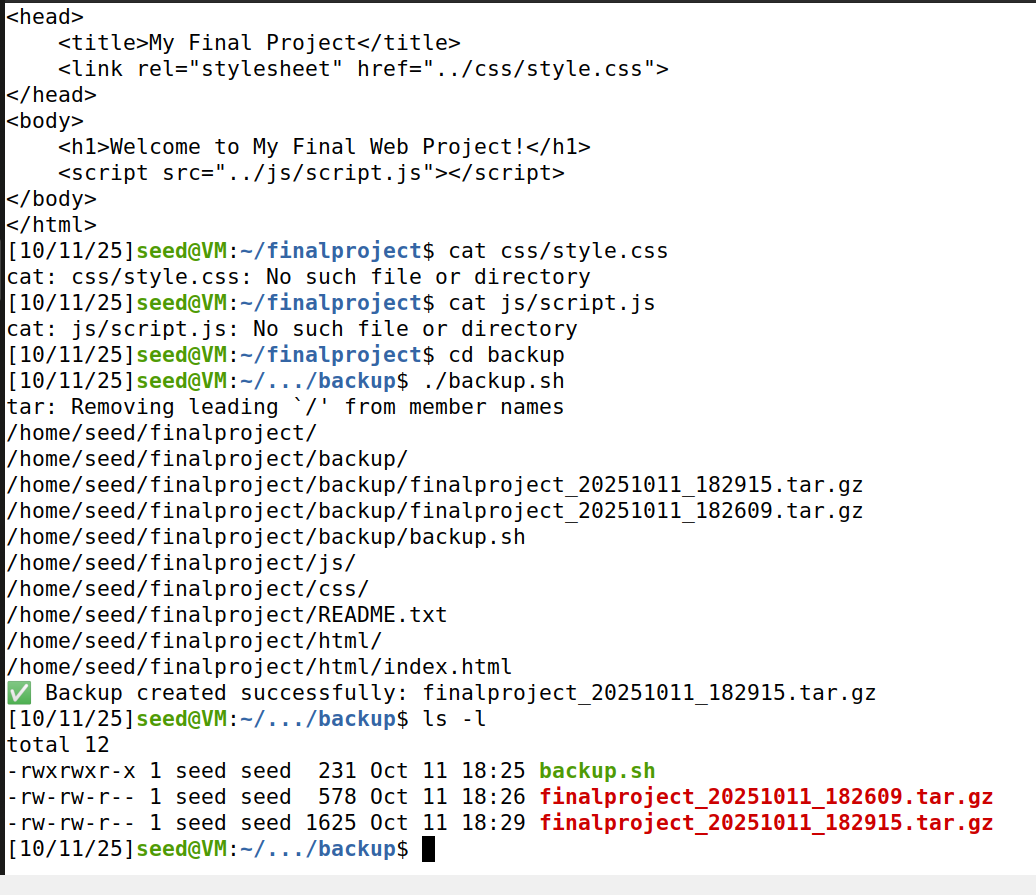 <head>
    <title>My Final Project</title>
    <link rel="stylesheet" href="../css/style.css">
</head>
<body>
    <h1>Welcome to My Final Web Project!</h1>
    <script src="../js/script.js"></script>
</body>
</html>
[10/11/25]seed@VM:~/finalproject$ cat css/style.css
cat: css/style.css: No such file or directory
[10/11/25]seed@VM:~/finalproject$ cat js/script.js
cat: js/script.js: No such file or directory
[10/11/25]seed@VM:~/finalproject$ cd backup
[10/11/25]seed@VM:~/.../backup$ ./backup.sh
tar: Removing leading `/' from member names
/home/seed/finalproject/
/home/seed/finalproject/backup/
/home/seed/finalproject/backup/finalproject_20251011_182915.tar.gz
/home/seed/finalproject/backup/finalproject_20251011_182609.tar.gz
/home/seed/finalproject/backup/backup.sh
/home/seed/finalproject/js/
/home/seed/finalproject/css/
/home/seed/finalproject/README.txt
/home/seed/finalproject/html/
/home/seed/finalproject/html/index.html
✅ Backup created successfully: finalproject_20251011_182915.tar.gz
[10/11/25]seed@VM:~/.../backup$ ls -l
total 12
-rwxrwxr-x 1 seed seed  231 Oct 11 18:25 backup.sh
-rw-rw-r-- 1 seed seed  578 Oct 11 18:26 finalproject_20251011_182609.tar.gz
-rw-rw-r-- 1 seed seed 1625 Oct 11 18:29 finalproject_20251011_182915.tar.gz
[10/11/25]seed@VM:~/.../backup$